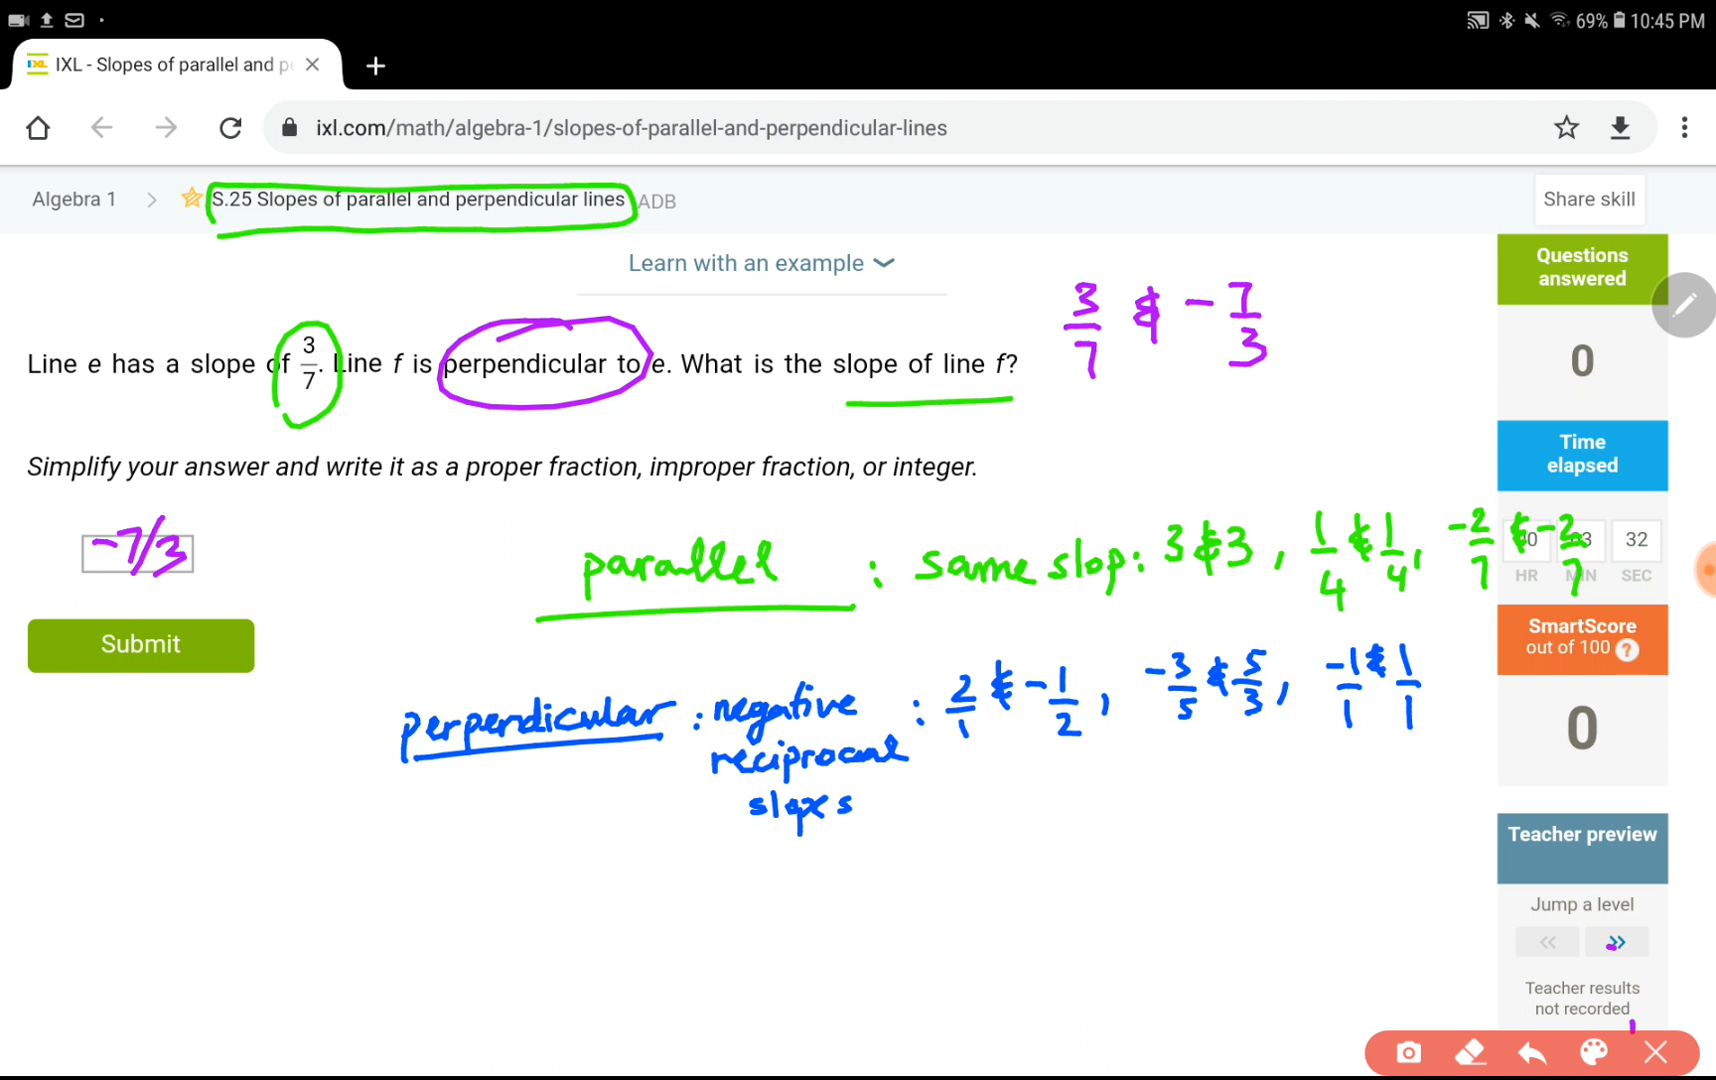 69% 10:45 PM
IXL - Slopes of parallel and pe
ixl.com/math/algebra-1/slopes-of-parallel-and-perpendicular-lines
Algebra 1 > S.25 Slopes of parallel and perpendicular lines ADB
Share skill
Learn with an example
Questions answered
0
3/7 & -7/3
Line e has a slope of 3/7. Line f is perpendicular to e. What is the slope of line f?
Simplify your answer and write it as a proper fraction, improper fraction, or integer.
-7/3
Submit
Time elapsed
00 03 32
HR MIN SEC
parallel : same slop: 3 & 3, 1/4 & 1/4, -2/7 & -2/7
SmartScore
out of 100 ?
0
perpendicular : negative reciprocal slopes : 2/1 & -1/2, -3/5 & 5/3, -1/1 & 1/1
Teacher preview
Jump a level
<< >>
Teacher results
not recorded